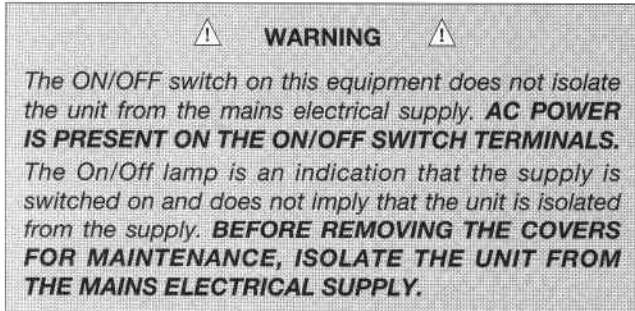 WARNING
The ON/OFF switch on this equipment does not isolate
the unit from the mains electrical supply. AC POWER
IS PRESENT ON THE ON/OFF SWITCH TERMINALS.
The On/Off lamp is an indication that the supply is
switched on and does not imply that the unit is isolated
from the supply. BEFORE REMOVING THE COVERS
FOR MAINTENANCE, ISOLATE THE UNIT FROM
THE MAINS ELECTRICAL SUPPLY.